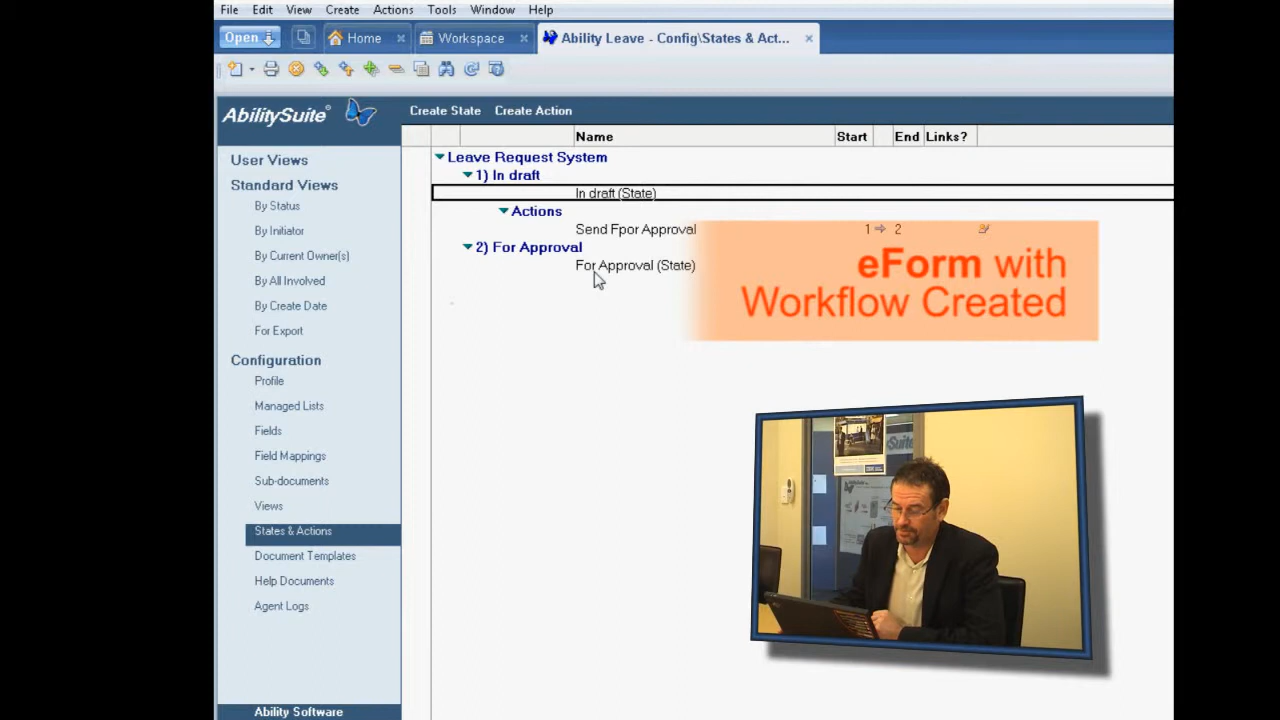 File Edit View Create Actions Tools Window Help
Open Home Workspace Ability Leave - Config\States & Act...
AbilitySuite® Create State Create Action
Name Start End Links?
User Views
Standard Views
By Status
By Initiator
By Current Owner(s)
By All Involved
By Create Date
For Export
Configuration
Profile
Managed Lists
Fields
Field Mappings
Sub-documents
Views
States & Actions
Document Templates
Help Documents
Agent Logs
Ability Software
Leave Request System
1) In draft
In draft (State)
Actions
Send Fpor Approval 1 ⇨ 2
2) For Approval
For Approval (State)
eForm with
Workflow Created